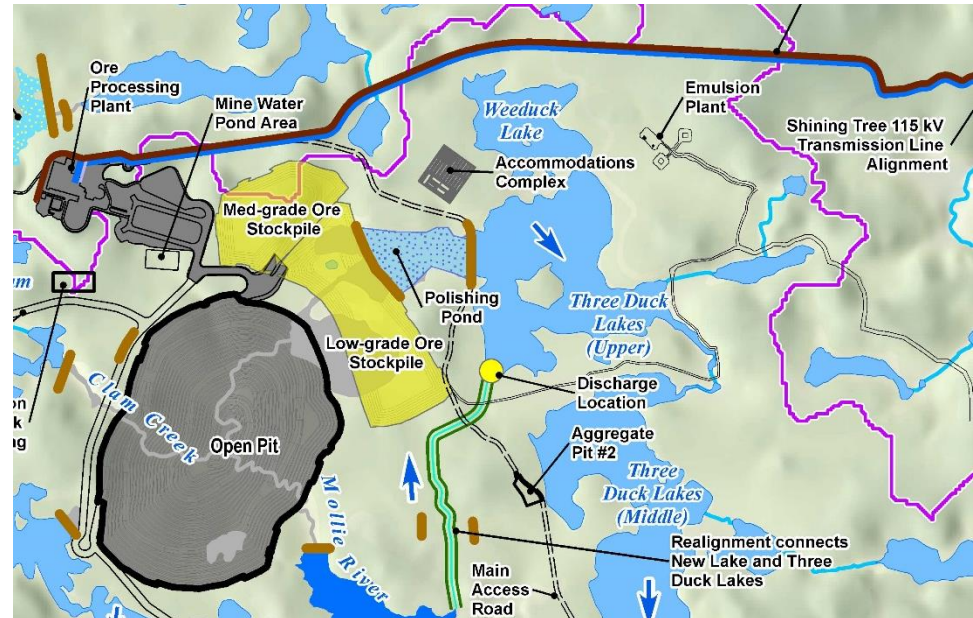 Ore
Processing
Plant
Mine Water
Pond Area
Weeduck
Lake
Emulsion
Plant
Shining Tree 115 kV
Transmission Line
Alignment
Accommodations
Complex
Med-grade Ore
Stockpile
Polishing
Pond
Three Duck
Lakes
(Upper)
Low-grade Ore
Stockpile
Discharge
Location
Clam Creek
Open Pit
Aggregate
Pit #2
Mollie River
Three
Duck Lakes
(Middle)
Realignment connects
New Lake and Three
Duck Lakes
Main
Access
Road